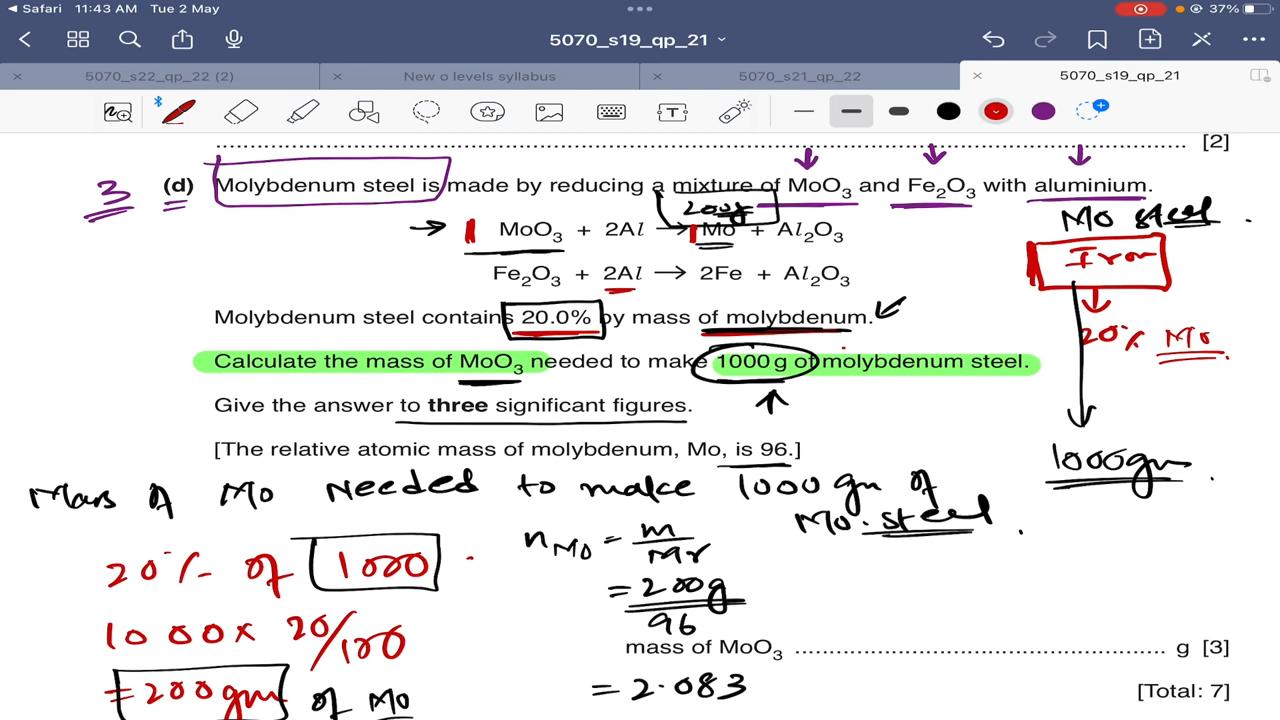 Safari 11:43 AM Tue 2 May 37%
5070_s19_qp_21
5070_s22_qp_22 (2) New o levels syllabus 5070_s21_qp_22 5070_s19_qp_21
[2]
3 (d) Molybdenum steel is made by reducing a mixture of MoO₃ and Fe₂O₃ with aluminium.
200g
Mo steel
1 MoO₃ + 2Al → 1 Mo + Al₂O₃
Iron
Fe₂O₃ + 2Al → 2Fe + Al₂O₃
Molybdenum steel contains 20.0% by mass of molybdenum.
20% Mo
Calculate the mass of MoO₃ needed to make 1000 g of molybdenum steel.
Give the answer to three significant figures.
[The relative atomic mass of molybdenum, Mo, is 96.]
1000gm
Mass of Mo Needed to make 1000 gm of Mo. steel
20% of 1000
1000 x 20/100
= 200 gm of Mo
nMo = m/Mr
= 200g/96
mass of MoO₃ ........ g [3]
= 2.083
[Total: 7]